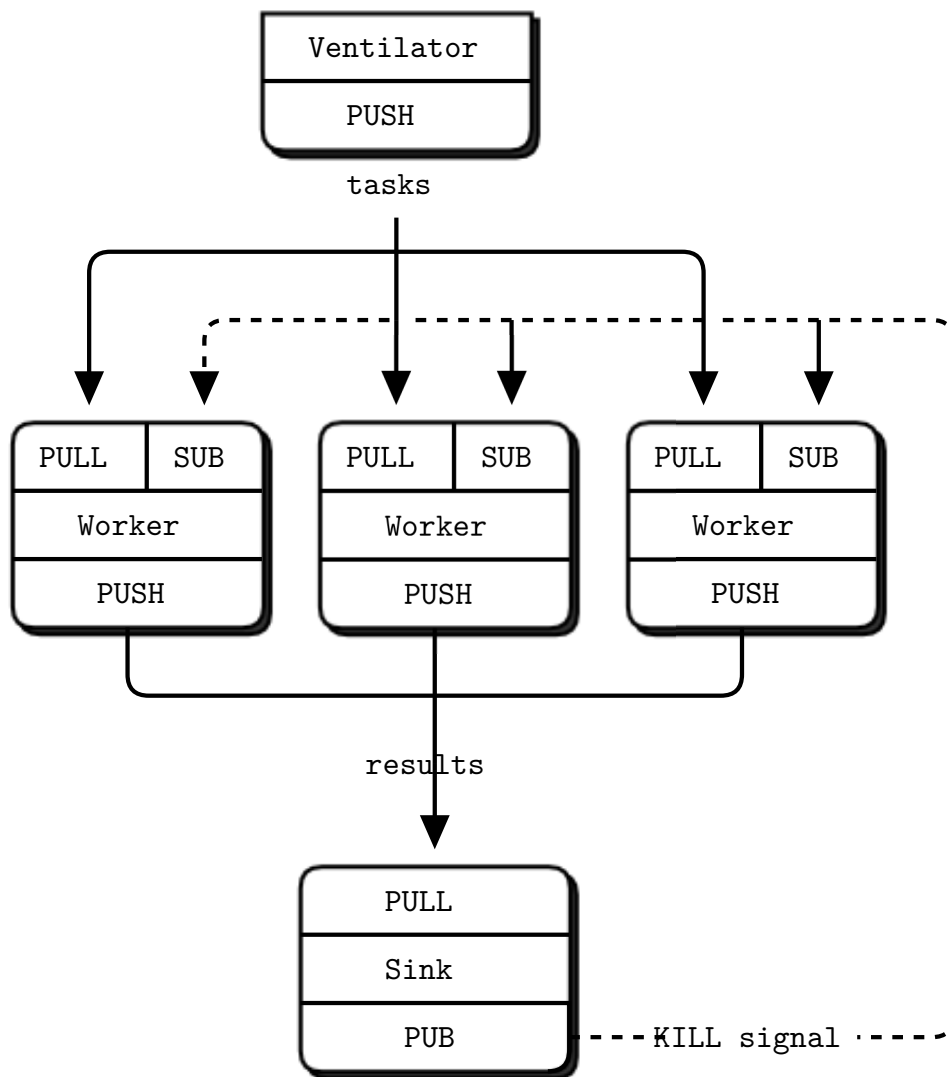 Ventilator
PUSH
tasks
PULL SUB PULL SUB PULL SUB
Worker Worker Worker
PUSH PUSH PUSH
results
PULL
Sink
PUB KILL signal